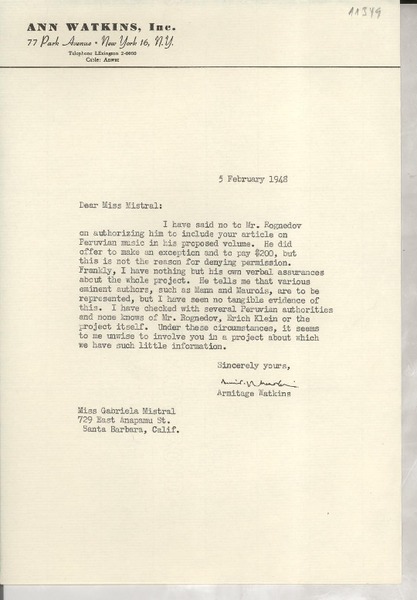 11349
ANN WATKINS, Inc.
77 Park Avenue • New York 16, N.Y.
Telephone LExington 2-0600
Cable: Anwat
5 February 1948
Dear Miss Mistral:
I have said no to Mr. Rognedov
on authorizing him to include your article on
Peruvian music in his proposed volume. He did
offer to make an exception and to pay $200, but
this is not the reason for denying permission.
Frankly, I have nothing but his own verbal assurances
about the whole project. He tells me that various
eminent authors, such as Mann and Maurois, are to be
represented, but I have seen no tangible evidence of
this. I have checked with several Peruvian authorities
and none knows of Mr. Rognedov, Erich Klein or the
project itself. Under these circumstances, it seems
to me unwise to involve you in a project about which
we have such little information.
Sincerely yours,
Armitage Watkins
Miss Gabriela Mistral
729 East Anapamu St.
Santa Barbara, Calif.